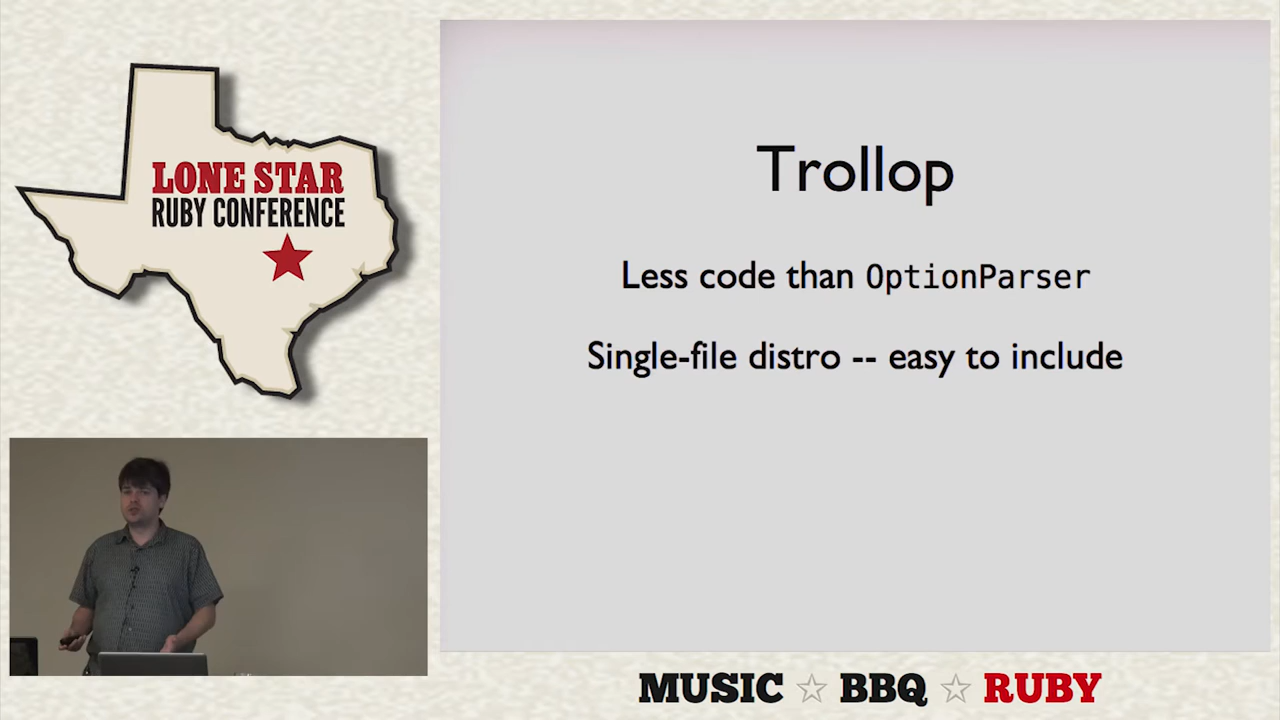 LONE STAR
RUBY CONFERENCE
Trollop
Less code than OptionParser
Single-file distro -- easy to include
MUSIC ☆ BBQ ☆ RUBY